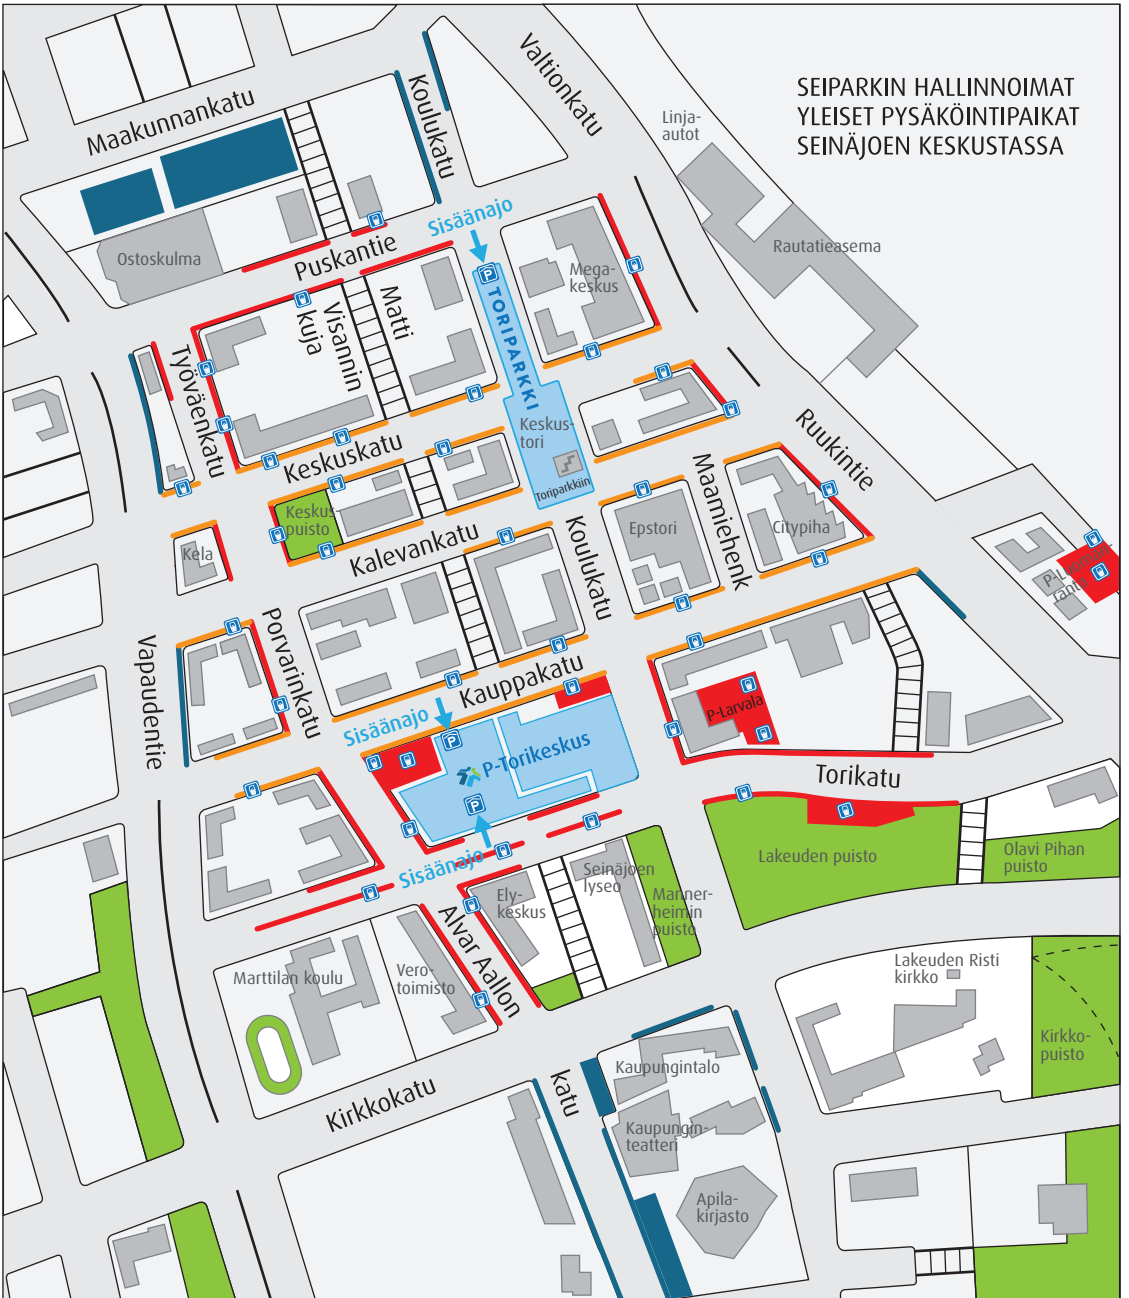 SEIPARKIN HALLINNOIMAT
YLEISET PYSÄKÖINTIPAIKAT
SEINÄJOEN KESKUSTASSA
Valtionkatu
Koulukatu
Maakunnankatu
Linja-
autot
Sisäänajo
Rautatieasema
Ostoskulma
Puskantie
Mega-
keskus
P
TORIPARKKI
Matti
Visannin
kuja
Työväenkatu
Keskus-
tori
Toriparkkiin
Ruukintie
Keskuskatu
Maamiehenk
Keskus
puisto
Kalevankatu
Koulukatu
Epstori
Citypiha
Kela
P-Luoman-
ranta
Porvarinkatu
Vapaudentie
Kauppakatu
Sisäänajo
P
P-Larvala
P-Torikeskus
Torikatu
P
Sisäänajo
Lakeuden puisto
Olavi Pihan
puisto
Seinäjoen
lyseo
Ely-
keskus
Manner-
heimin
puisto
Alvar Aallon
Marttilan koulu
Vero-
toimisto
Lakeuden Risti
kirkko
Kirkko-
puisto
Kirkkokatu
katu
Kaupungintalo
Kaupungin-
teatteri
Apila-
kirjasto